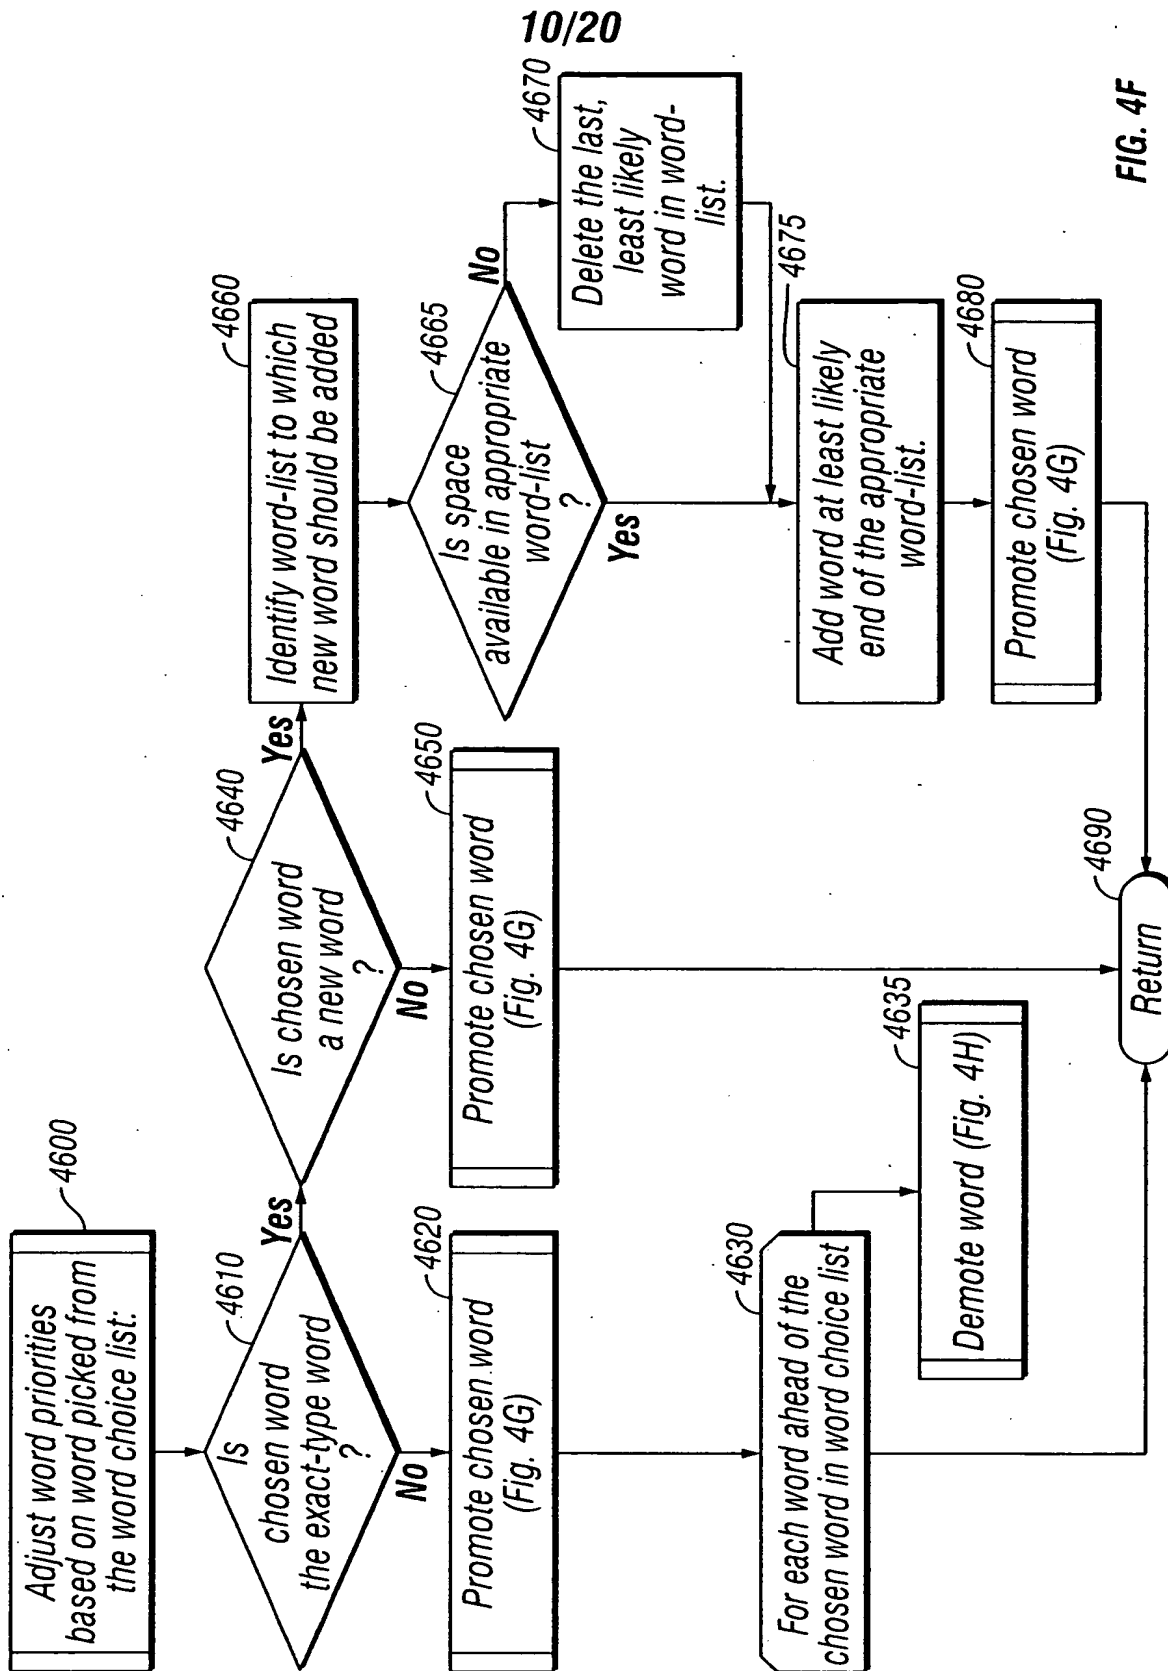 10/20
4600
Adjust word priorities
based on word picked from
the word choice list:
4610
Is
chosen word
the exact-type word
?
Yes
No
4620
Promote chosen word
(Fig. 4G)
4630
For each word ahead of the
chosen word in word choice list
4635
Demote word (Fig. 4H)
4640
Is chosen word
a new word
?
Yes
No
4650
Promote chosen word
(Fig. 4G)
4660
Identify word-list to which
new word should be added
4665
Is space
available in appropriate
word-list
?
No
Yes
4670
Delete the last,
least likely
word in word-
list.
4675
Add word at least likely
end of the appropriate
word-list.
4680
Promote chosen word
(Fig. 4G)
4690
Return
FIG. 4F